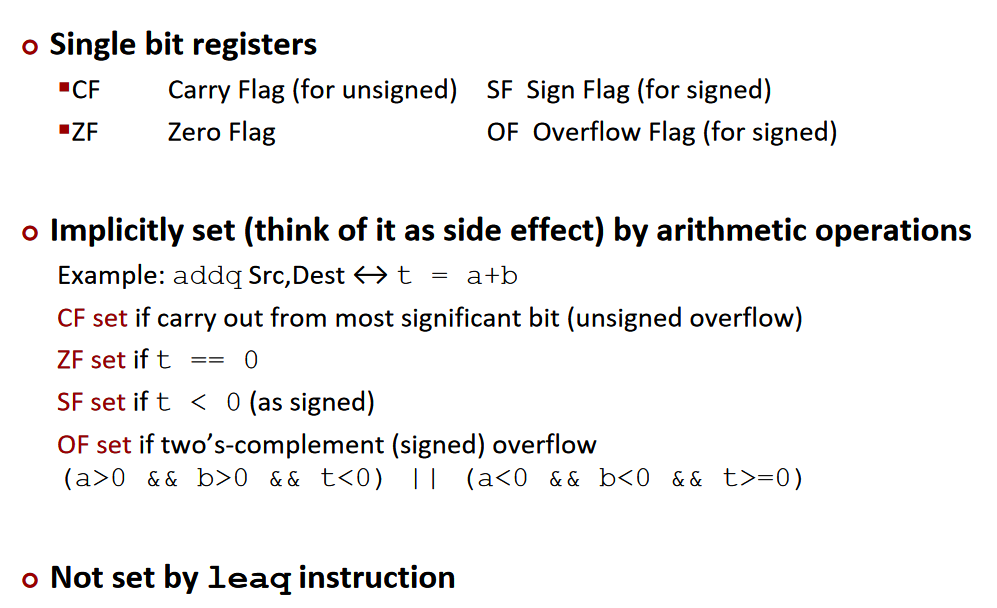 Single bit registers
CF Carry Flag (for unsigned) SF Sign Flag (for signed)
ZF Zero Flag OF Overflow Flag (for signed)
Implicitly set (think of it as side effect) by arithmetic operations
Example: addq Src,Dest ↔ t = a+b
CF set if carry out from most significant bit (unsigned overflow)
ZF set if t == 0
SF set if t < 0 (as signed)
OF set if two’s-complement (signed) overflow
(a>0 && b>0 && t<0) || (a<0 && b<0 && t>=0)
Not set by leaq instruction